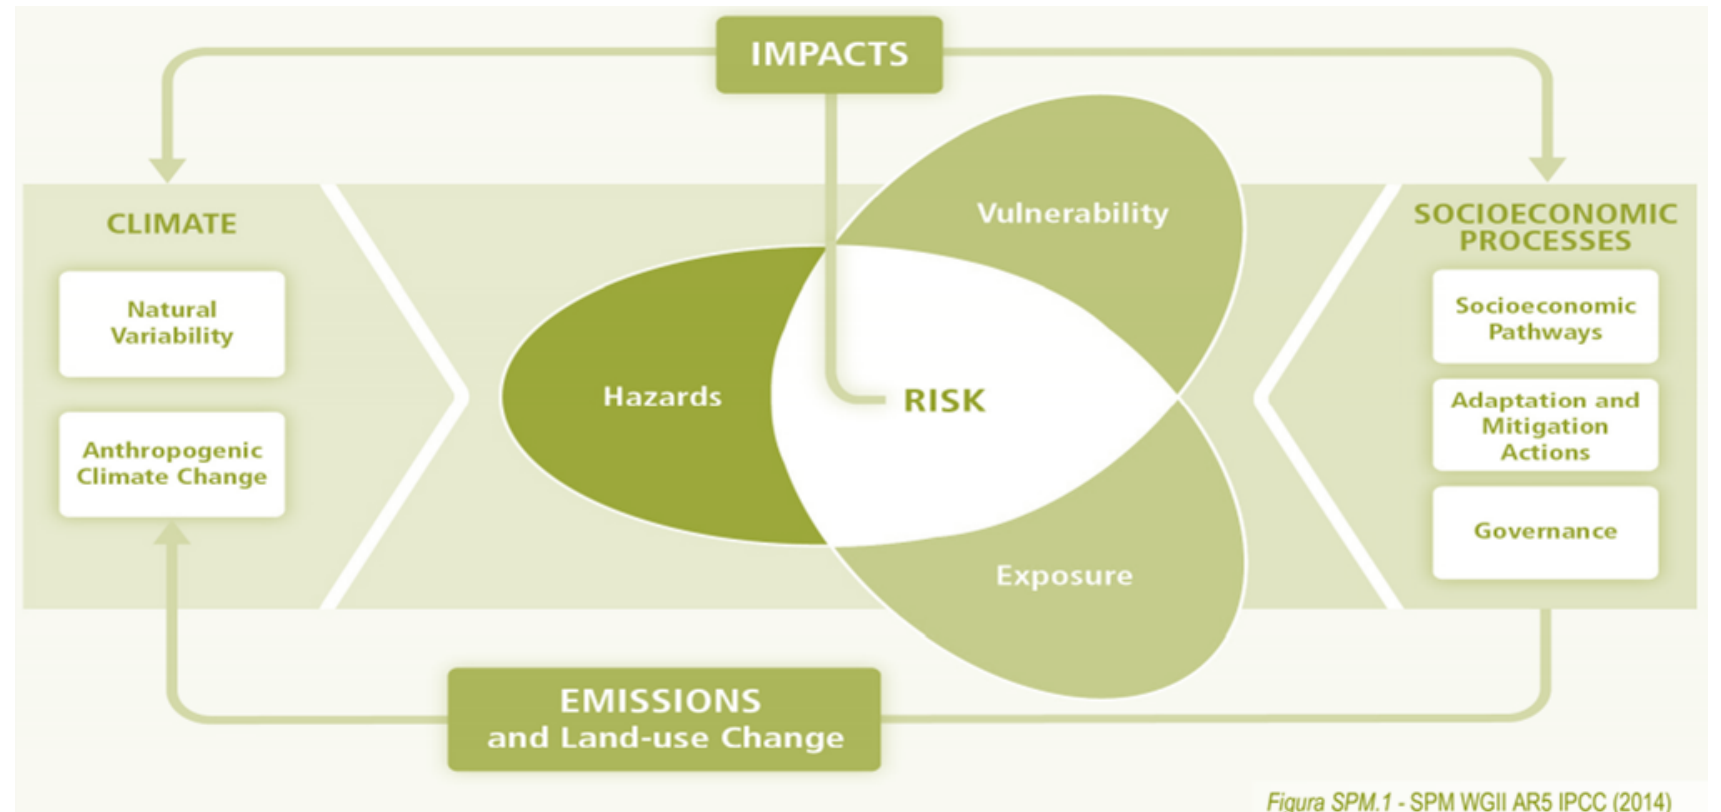 IMPACTS
CLIMATE
Natural
Variability
Anthropogenic
Climate Change
Hazards
RISK
Vulnerability
Exposure
SOCIOECONOMIC
PROCESSES
Socioeconomic
Pathways
Adaptation and
Mitigation
Actions
Governance
EMISSIONS
and Land-use Change
Figura SPM.1 - SPM WGII AR5 IPCC (2014)